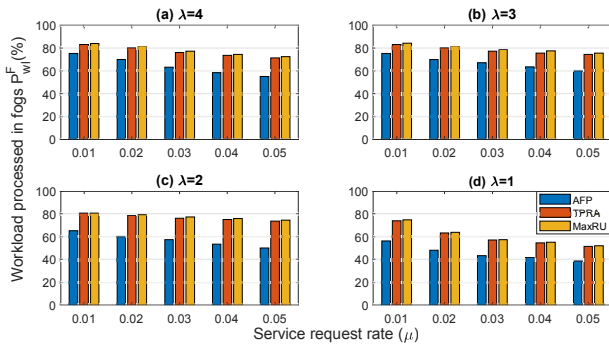 (a) λ=4
(b) λ=3
Workload processed in fogs P^F_wl(%)
100
80
60
40
20
0
0.01 0.02 0.03 0.04 0.05
100
80
60
40
20
0
0.01 0.02 0.03 0.04 0.05
(c) λ=2
(d) λ=1
80
60
40
20
0
0.01 0.02 0.03 0.04 0.05
80
60
40
20
0
0.01 0.02 0.03 0.04 0.05
AFP
TPRA
MaxRU
Service request rate (μ)